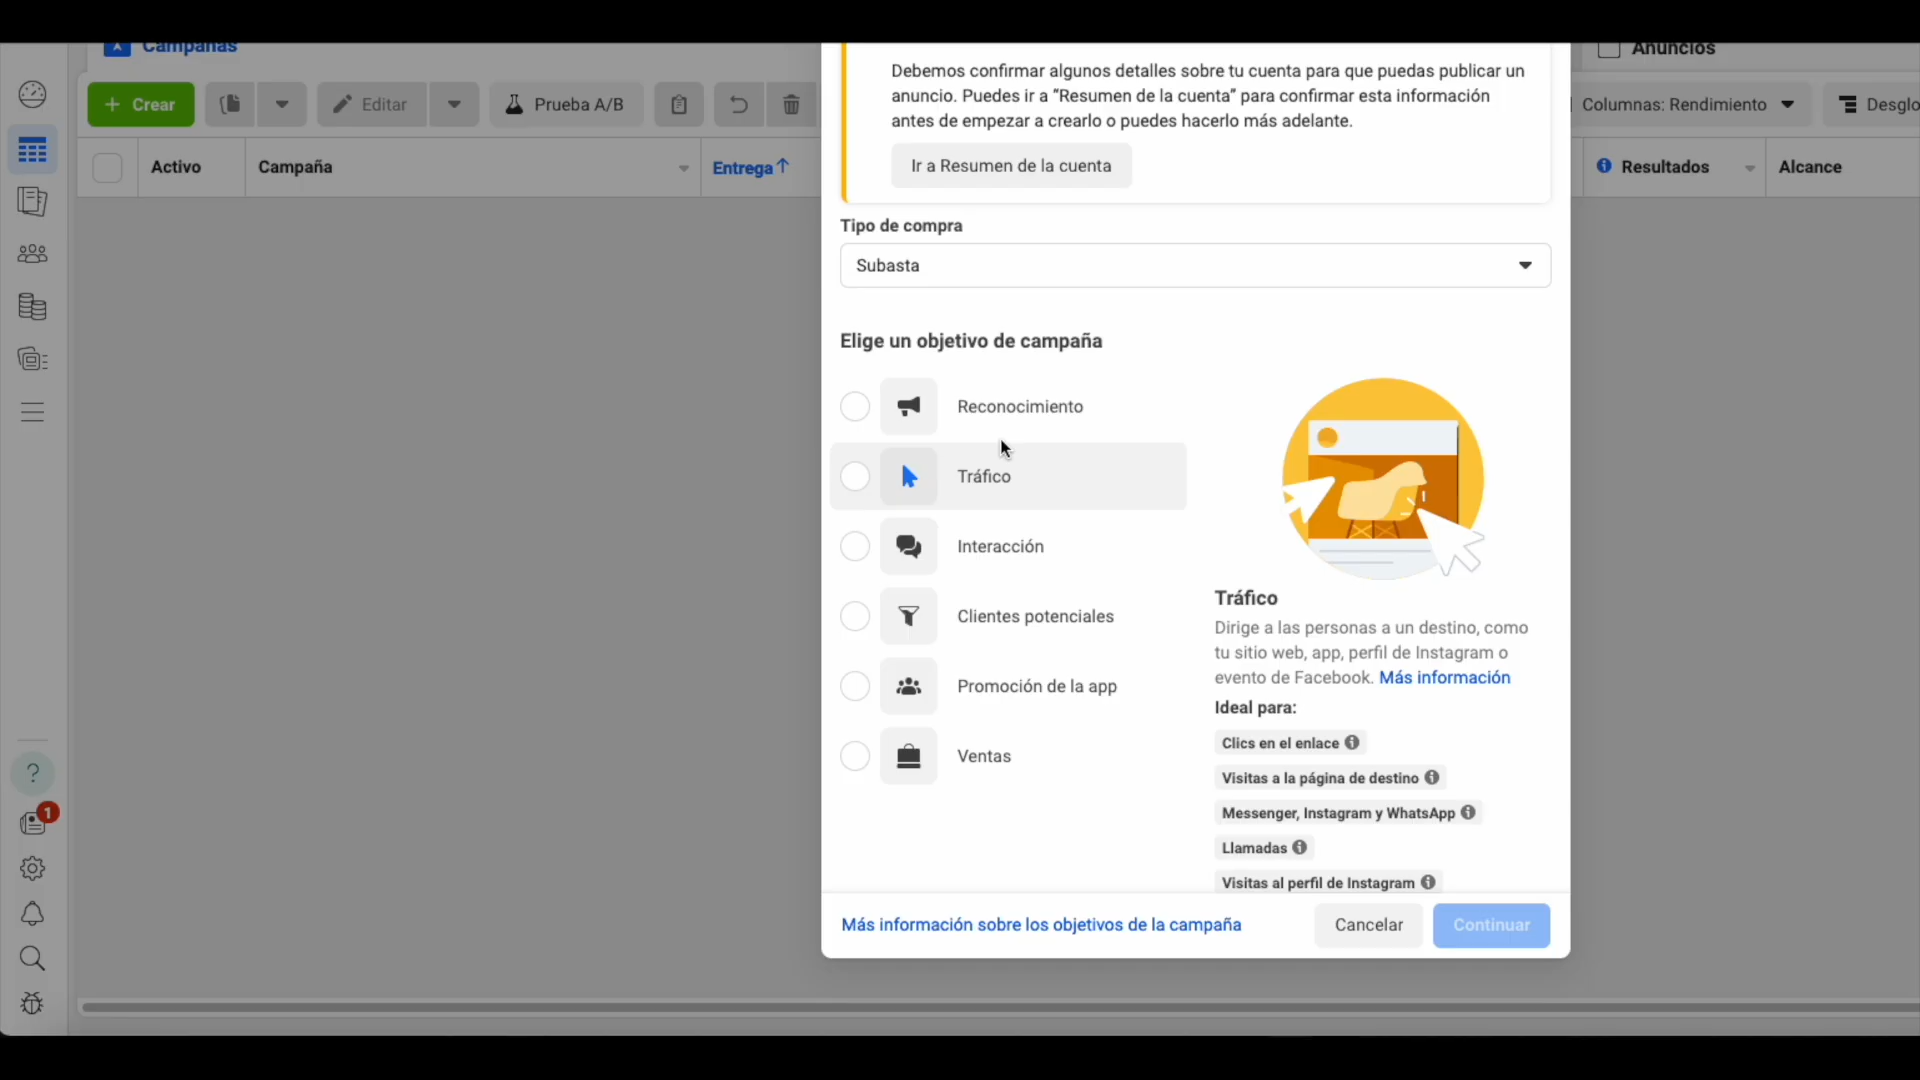 Campañas
Anuncios
Crear
Editar
Prueba A/B
Columnas: Rendimiento
Desglo
Activo
Campaña
Entrega
Resultados
Alcance
Debemos confirmar algunos detalles sobre tu cuenta para que puedas publicar un
anuncio. Puedes ir a "Resumen de la cuenta" para confirmar esta información
antes de empezar a crearlo o puedes hacerlo más adelante.
Ir a Resumen de la cuenta
Tipo de compra
Subasta
Elige un objetivo de campaña
Reconocimiento
Tráfico
Interacción
Clientes potenciales
Promoción de la app
Ventas
Tráfico
Dirige a las personas a un destino, como
tu sitio web, app, perfil de Instagram o
evento de Facebook. Más información
Ideal para:
Clics en el enlace
Visitas a la página de destino
Messenger, Instagram y WhatsApp
Llamadas
Visitas al perfil de Instagram
Más información sobre los objetivos de la campaña
Cancelar
Continuar
?
1